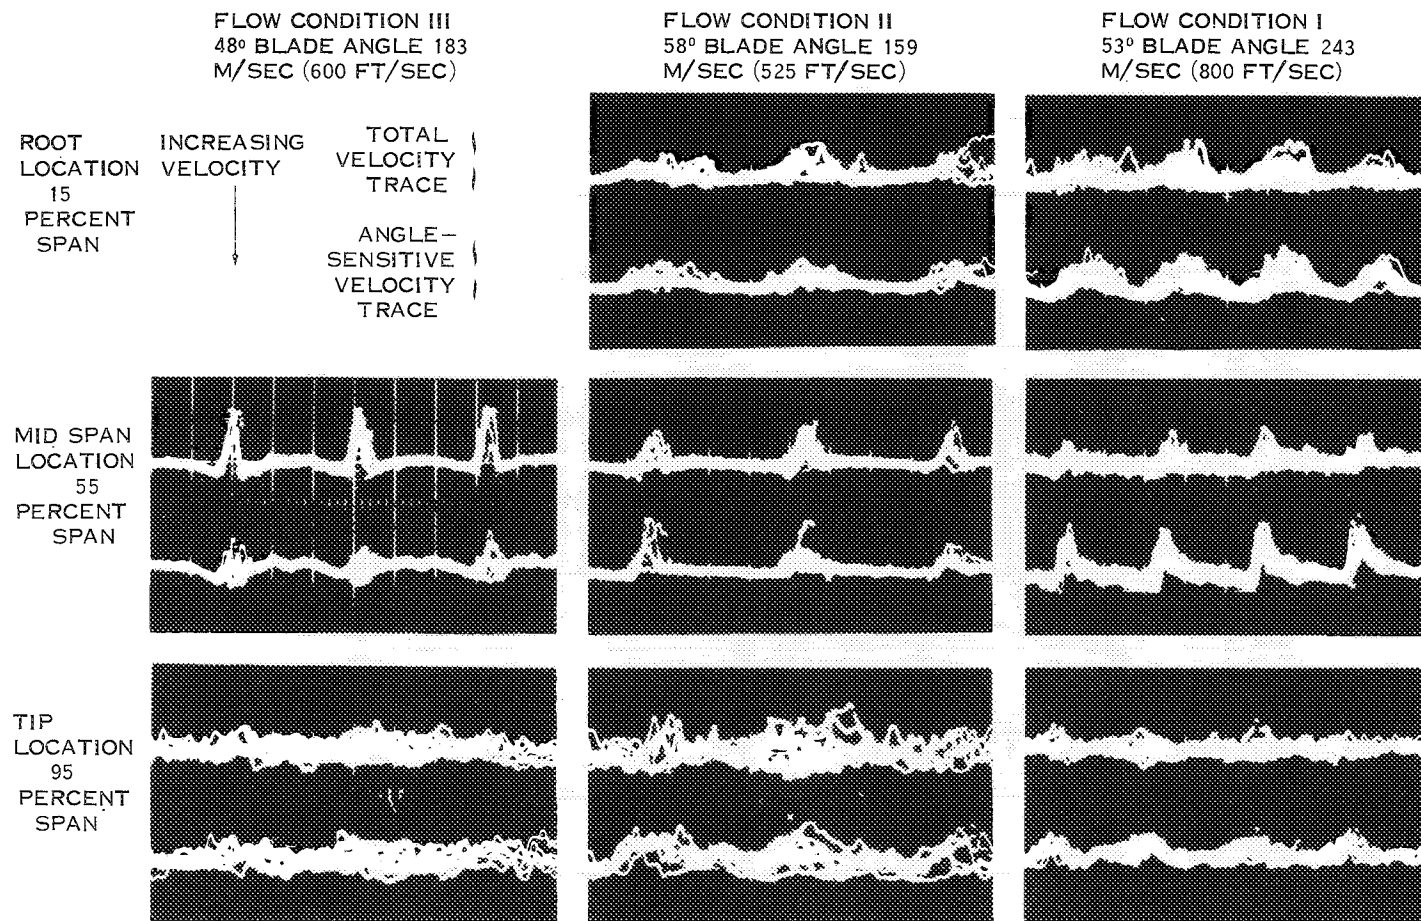 FLOW CONDITION III
48° BLADE ANGLE 183
M/SEC (600 FT/SEC)
FLOW CONDITION II
58° BLADE ANGLE 159
M/SEC (525 FT/SEC)
FLOW CONDITION I
53° BLADE ANGLE 243
M/SEC (800 FT/SEC)
ROOT
LOCATION
15
PERCENT
SPAN
INCREASING
VELOCITY
TOTAL
VELOCITY
TRACE
ANGLE-
SENSITIVE
VELOCITY
TRACE
MID SPAN
LOCATION
55
PERCENT
SPAN
TIP
LOCATION
95
PERCENT
SPAN